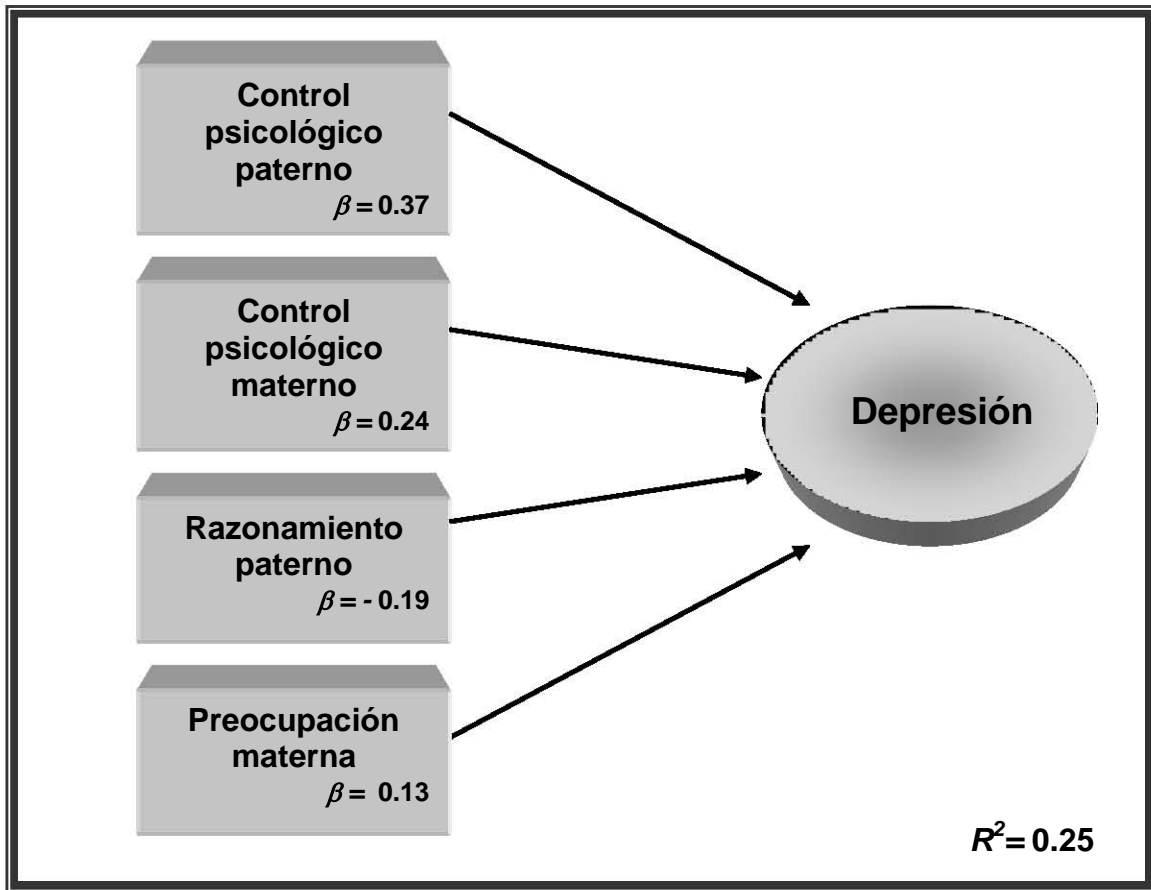 Control
psicológico
paterno
β = 0.37
Control
psicológico
materno
β = 0.24
Razonamiento
paterno
β = - 0.19
Preocupación
materna
β = 0.13
Depresión
R²= 0.25